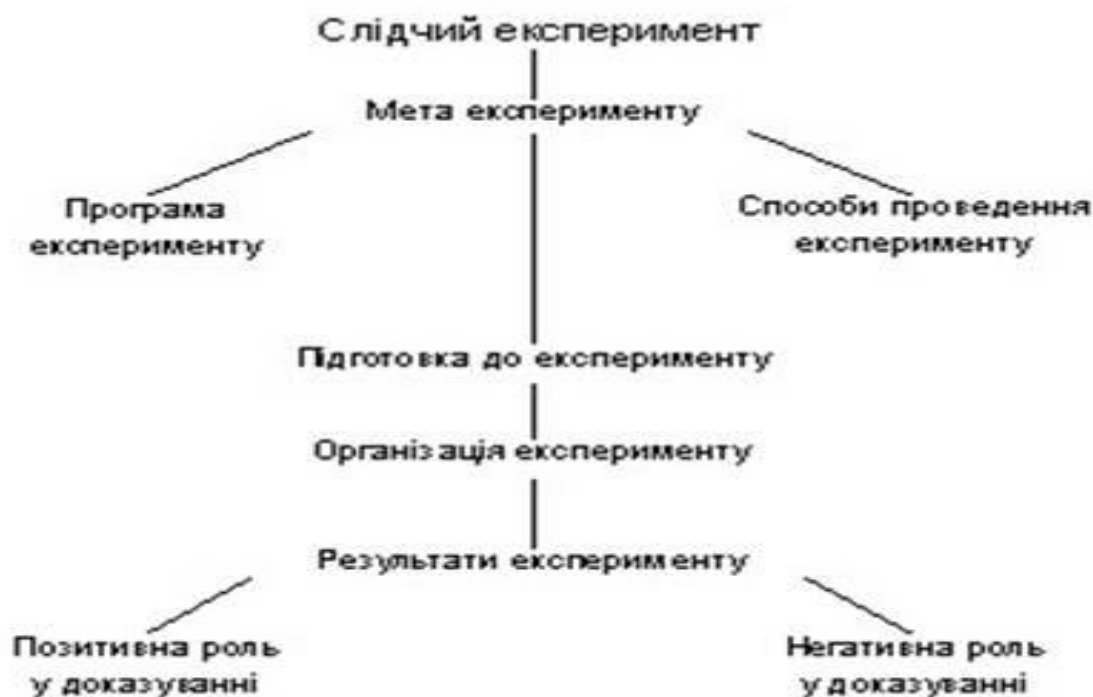 Слідчий експеримент
Мета експерименту
Програма
експерименту
Способи проведення
експерименту
Підготовка до експерименту
Організація експерименту
Результати експерименту
Позитивна роль
у доказуванні
Негативна роль
у доказуванні